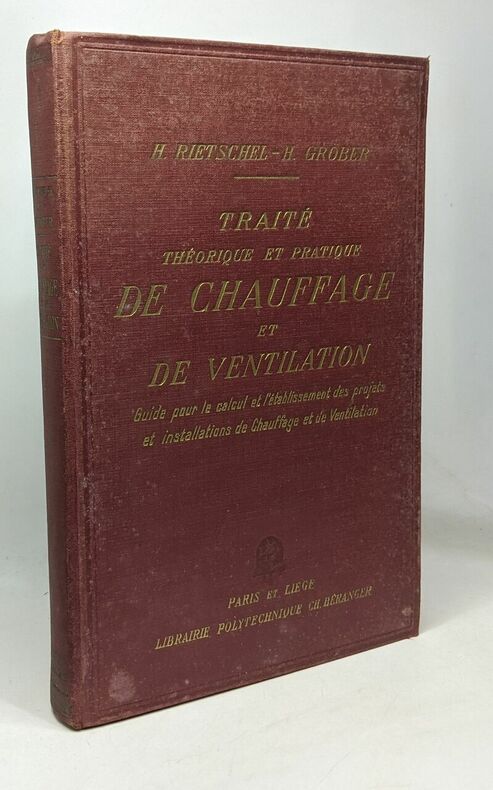 H. RIETSCHEL - H. GROBER
TRAITÉ
THÉORIQUE ET PRATIQUE
DE CHAUFFAGE
ET
DE VENTILATION
Guide pour le calcul et l'établissement des projets
et installations de Chauffage et de Ventilation
PARIS ET LIEGE
LIBRAIRIE POLYTECHNIQUE CH. BÉRANGER